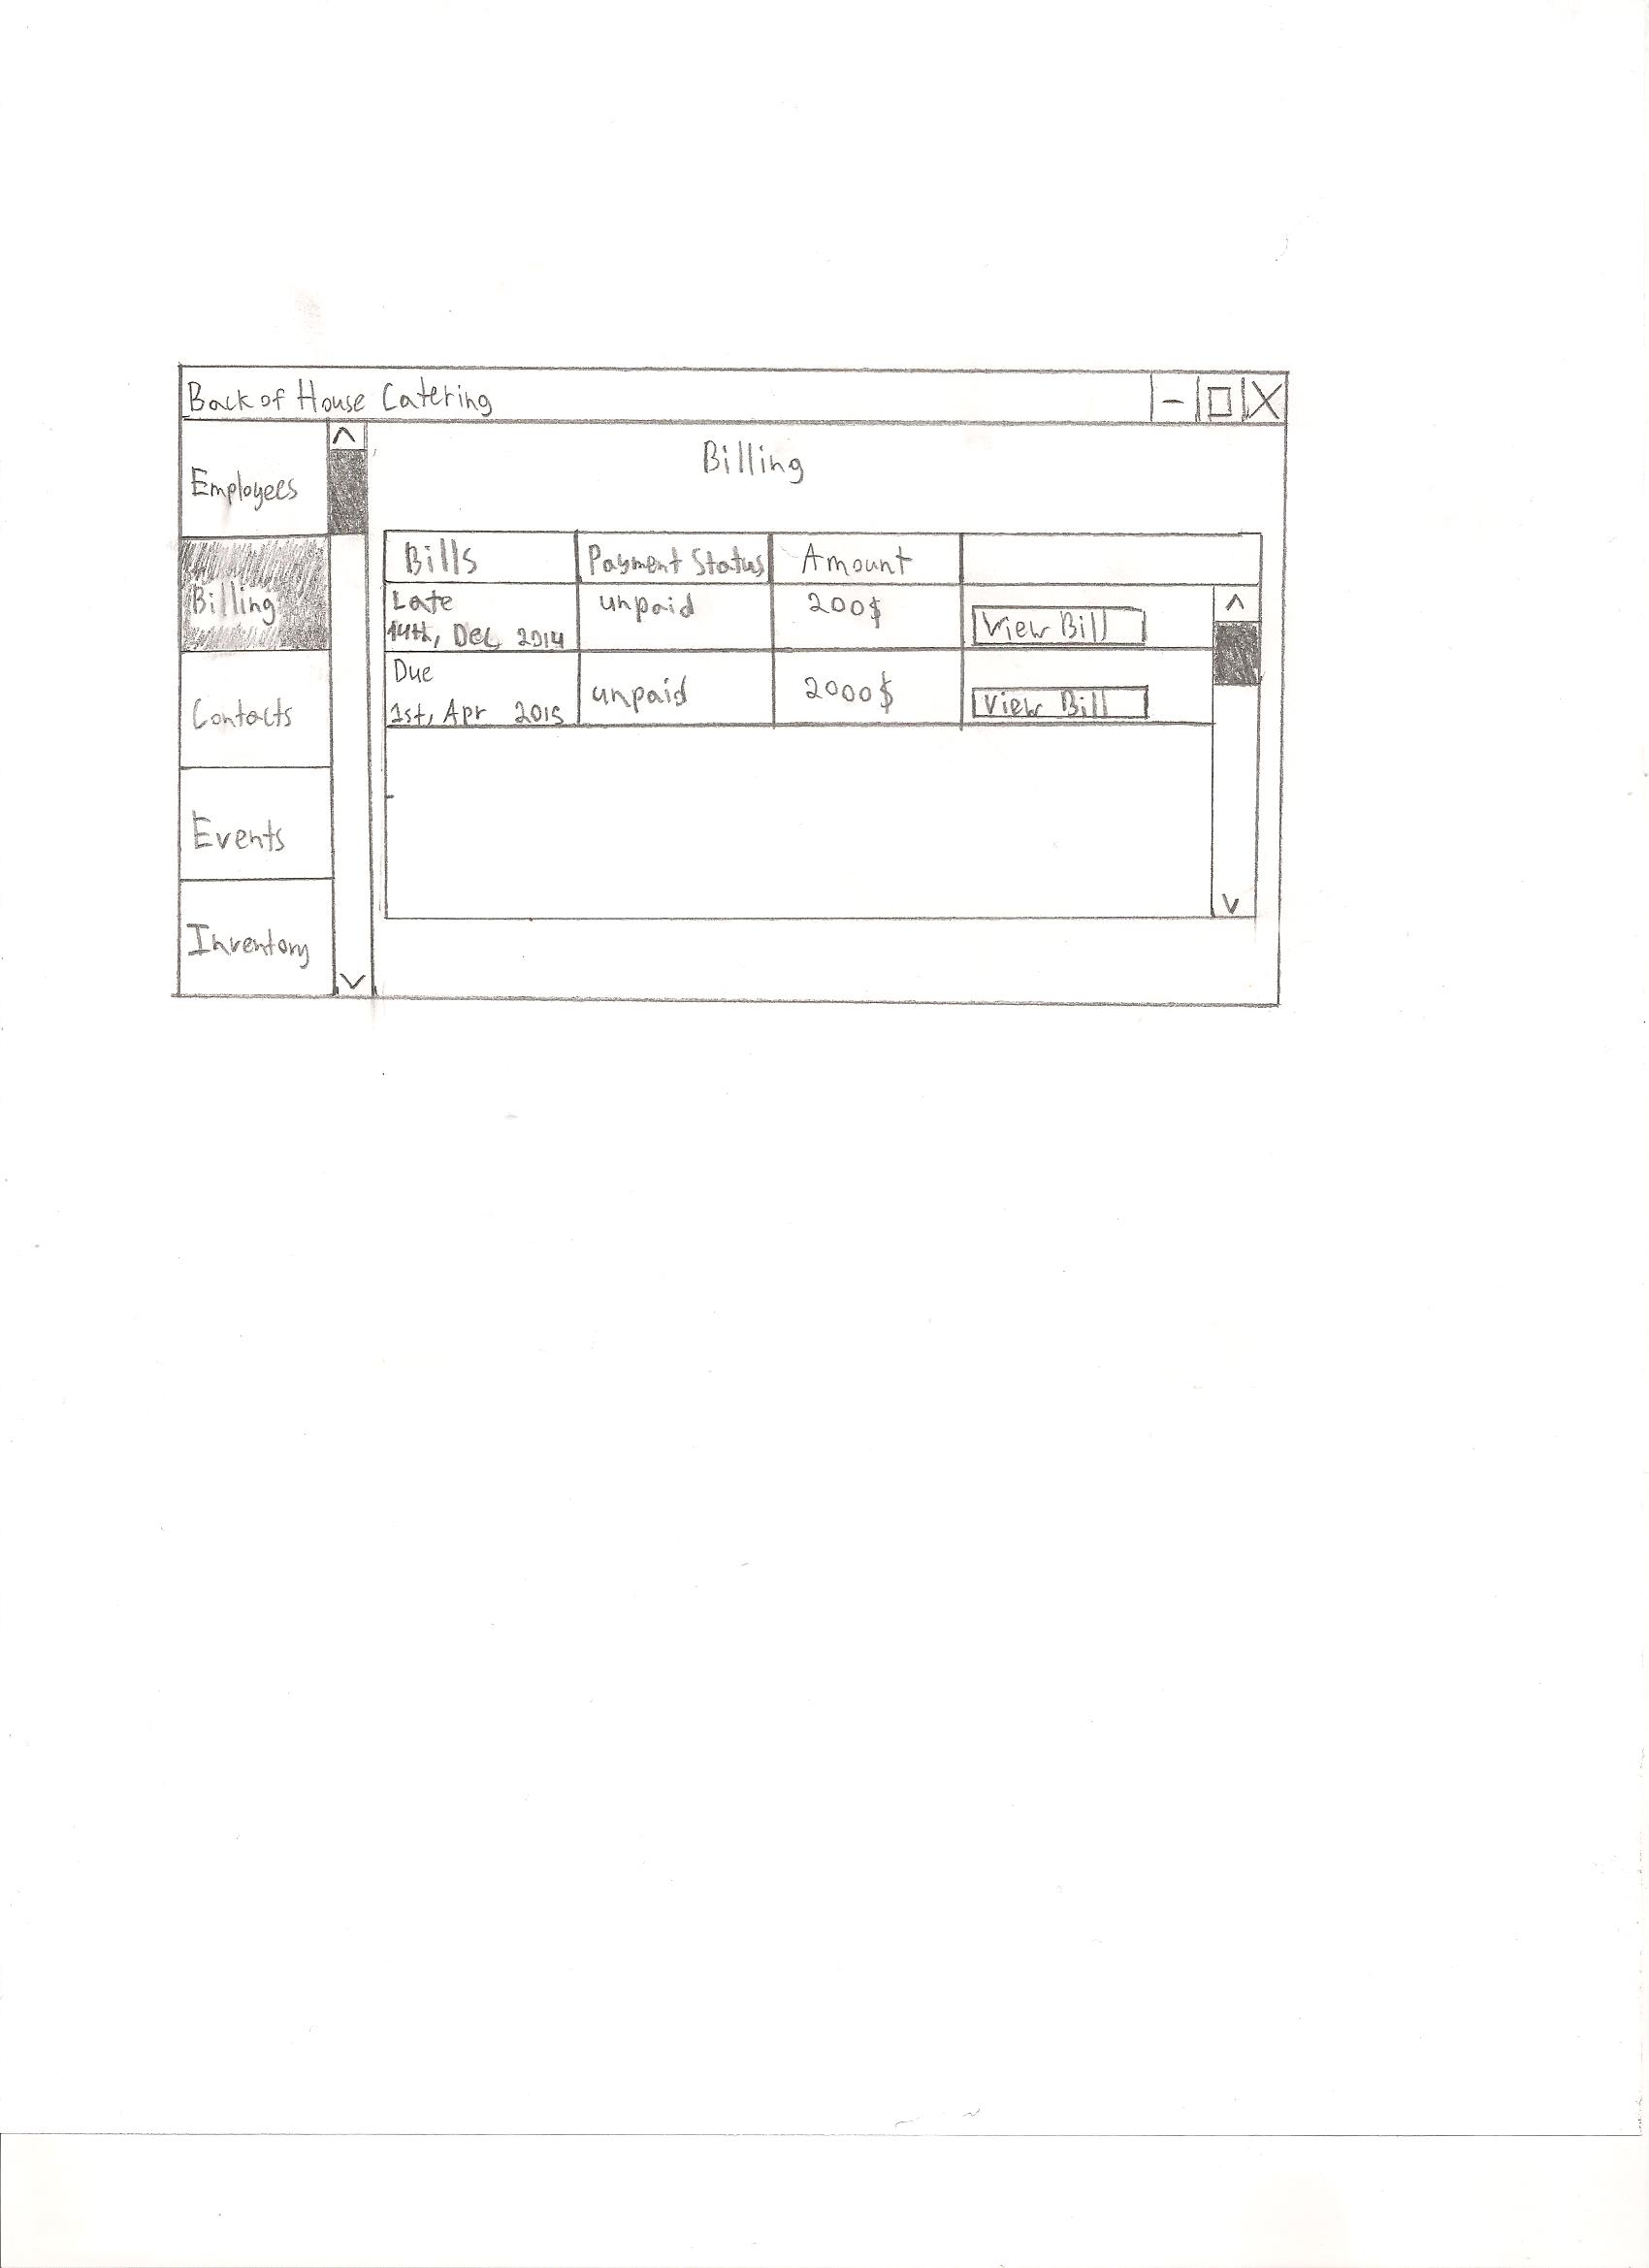 Back of House Catering
Employees
Billing
Contacts
Events
Inventory
Billing
Bills Payment Status Amount
Late unpaid 200$ View Bill
14th, Dec 2014
Due unpaid 2000$ View Bill
1st, Apr 2015